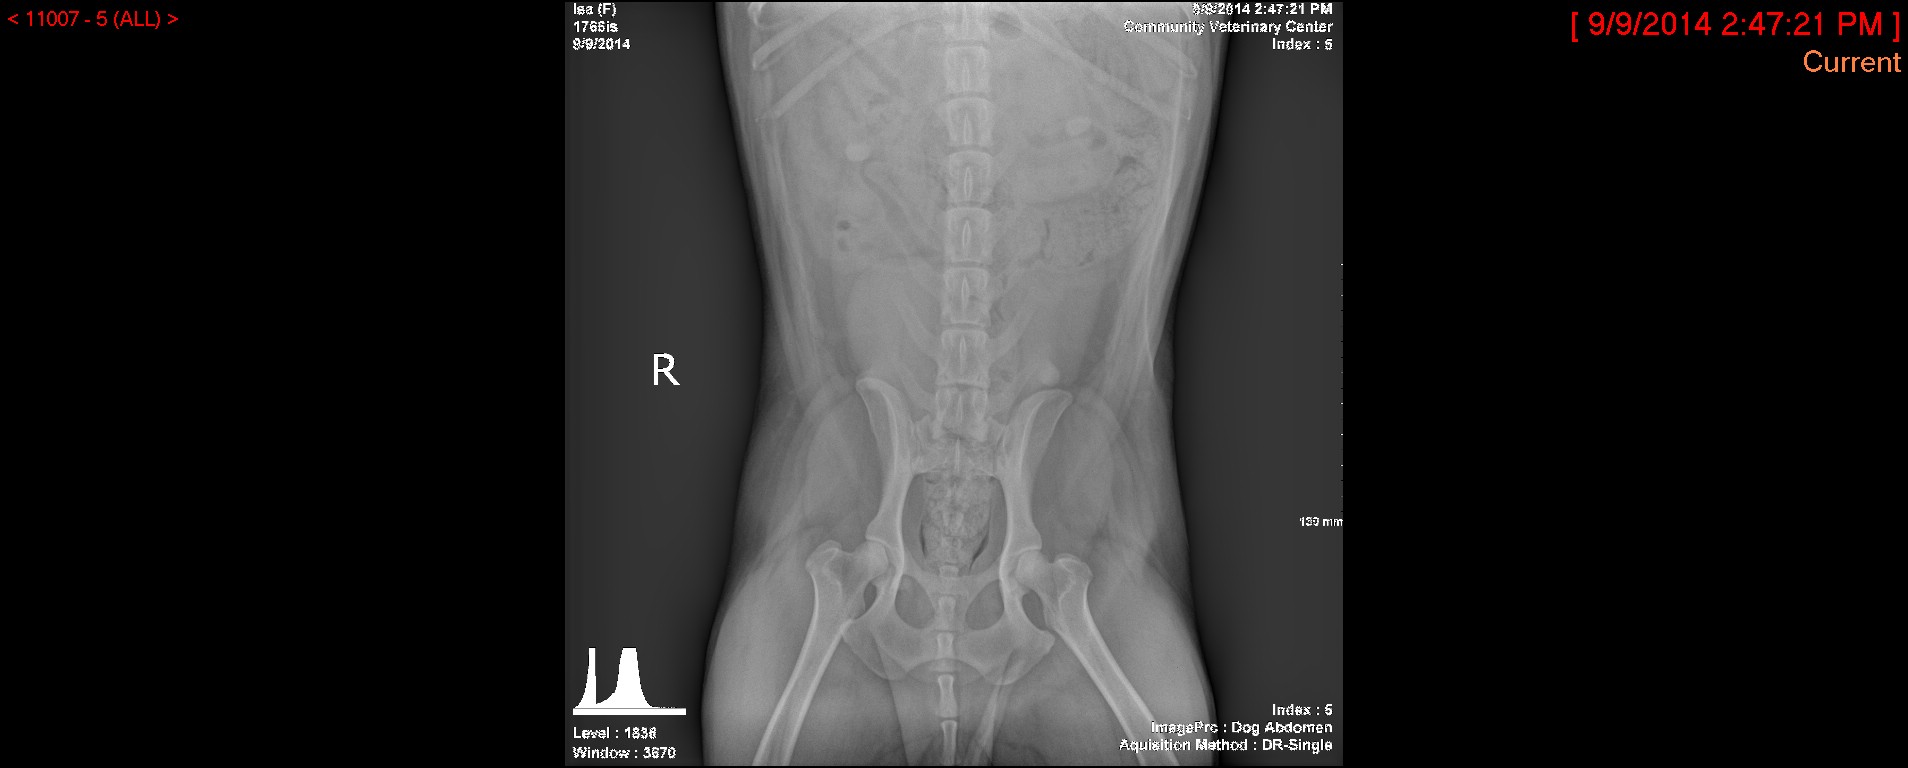 < 11007 - 5 (ALL) >
Isa (F)
1766is
9/9/2014
9/9/2014 2:47:21 PM
Community Veterinary Center
Index : 5
[ 9/9/2014 2:47:21 PM ]
Current
R
130 mm
Level : 1836
Window : 3670
Index : 5
ImagePrc : Dog Abdomen
Aquisition Method : DR-Single